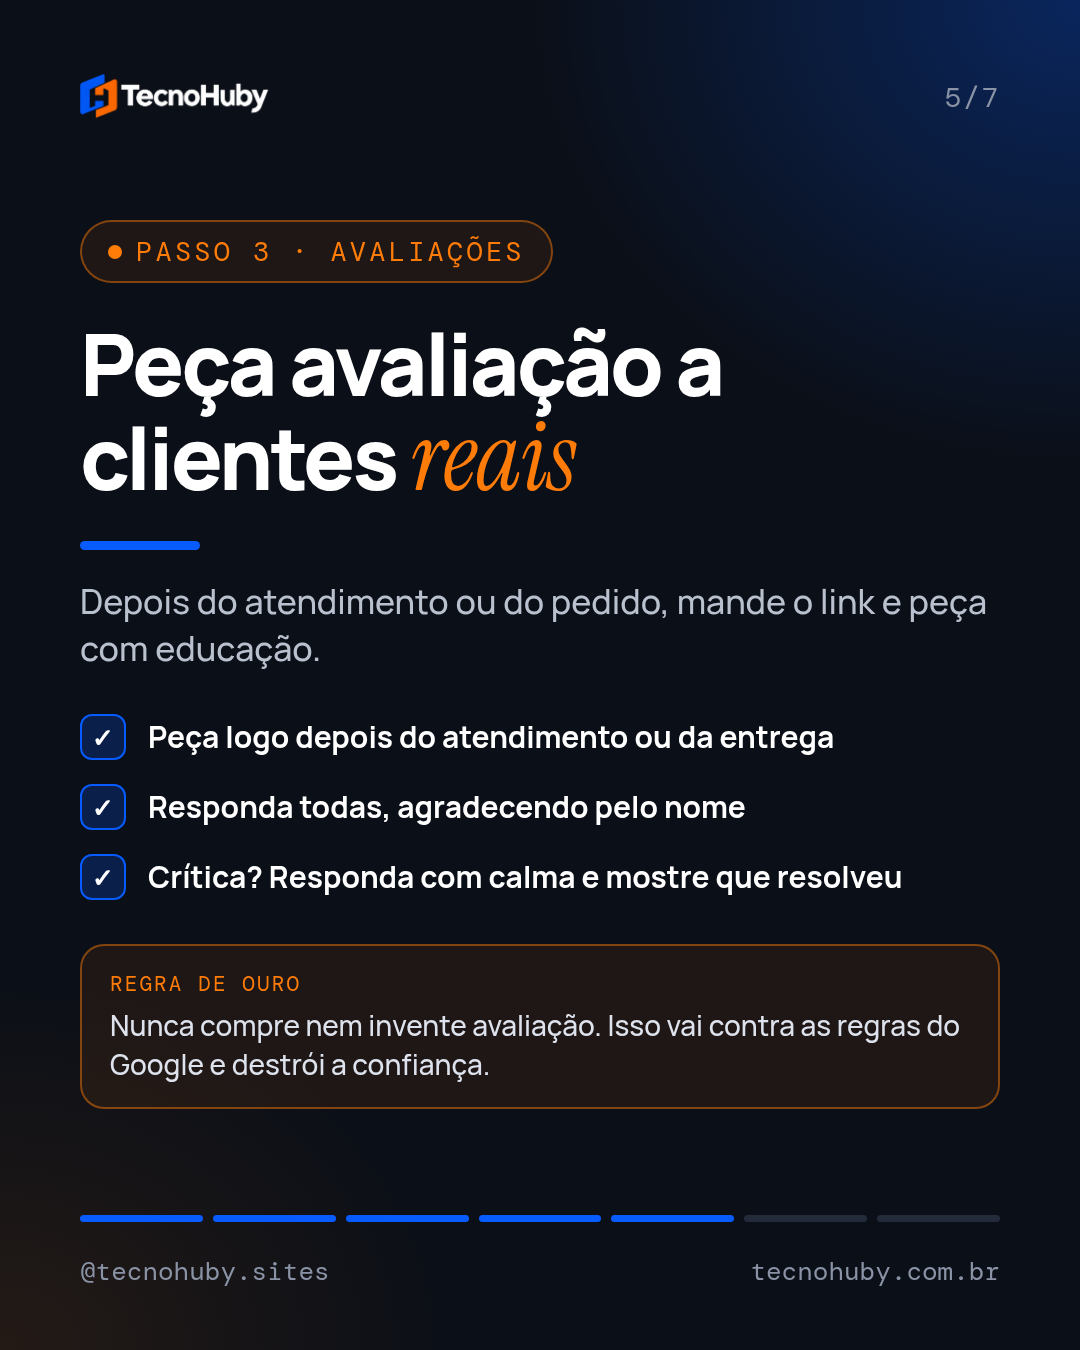 TecnoHuby
5/7
PASSO 3 · AVALIAÇÕES
Peça avaliação a
clientes reais
Depois do atendimento ou do pedido, mande o link e peça
com educação.
✓ Peça logo depois do atendimento ou da entrega
✓ Responda todas, agradecendo pelo nome
✓ Crítica? Responda com calma e mostre que resolveu
REGRA DE OURO
Nunca compre nem invente avaliação. Isso vai contra as regras do
Google e destrói a confiança.
@tecnohuby.sites
tecnohuby.com.br